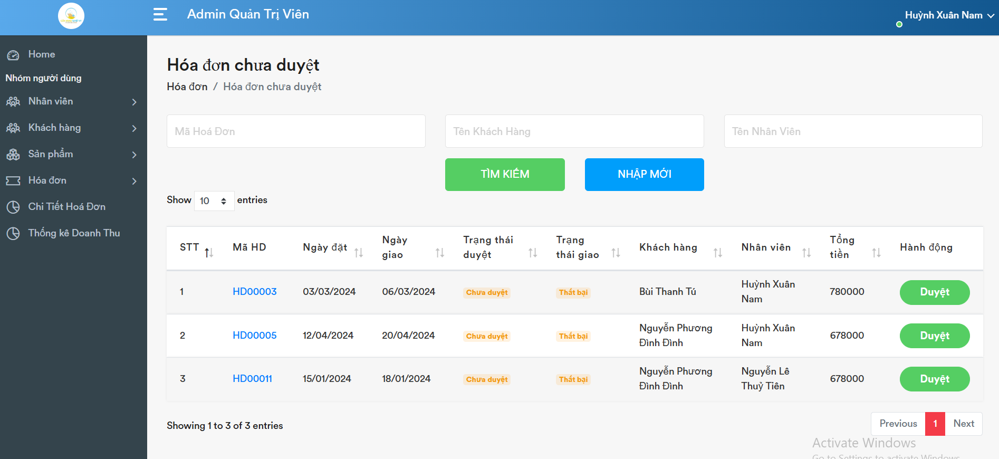 Admin Quản Trị Viên
Huỳnh Xuân Nam
Home
Nhóm người dùng
Nhân viên
Khách hàng
Sản phẩm
Hóa đơn
Chi Tiết Hoá Đơn
Thống kê Doanh Thu
Hóa đơn chưa duyệt
Hóa đơn / Hóa đơn chưa duyệt
Mã Hoá Đơn Tên Khách Hàng Tên Nhân Viên
TÌM KIẾM NHẬP MỚI
Show 10 entries
STT Mã HD Ngày đặt Ngày giao Trạng thái duyệt Trạng thái giao Khách hàng Nhân viên Tổng tiền Hành động
1 HD00003 03/03/2024 06/03/2024 Chưa duyệt Thất bại Bùi Thanh Tú Huỳnh Xuân Nam 780000 Duyệt
2 HD00005 12/04/2024 20/04/2024 Chưa duyệt Thất bại Nguyễn Phương Đình Đình Huỳnh Xuân Nam 678000 Duyệt
3 HD00011 15/01/2024 18/01/2024 Chưa duyệt Thất bại Nguyễn Phương Đình Đình Nguyễn Lê Thuỷ Tiên 678000 Duyệt
Showing 1 to 3 of 3 entries
Previous 1 Next
Activate Windows
Go to Settings to activate Windows.